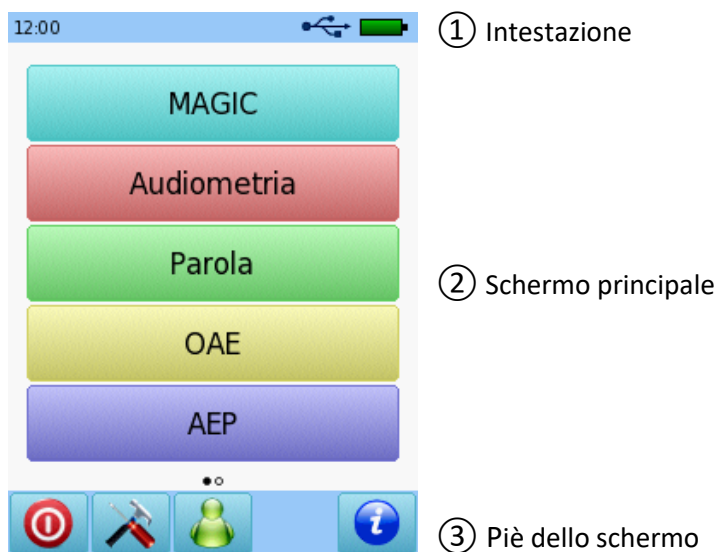 12:00
① Intestazione
MAGIC
Audiometria
Parola
② Schermo principale
OAE
AEP
③ Piè dello schermo